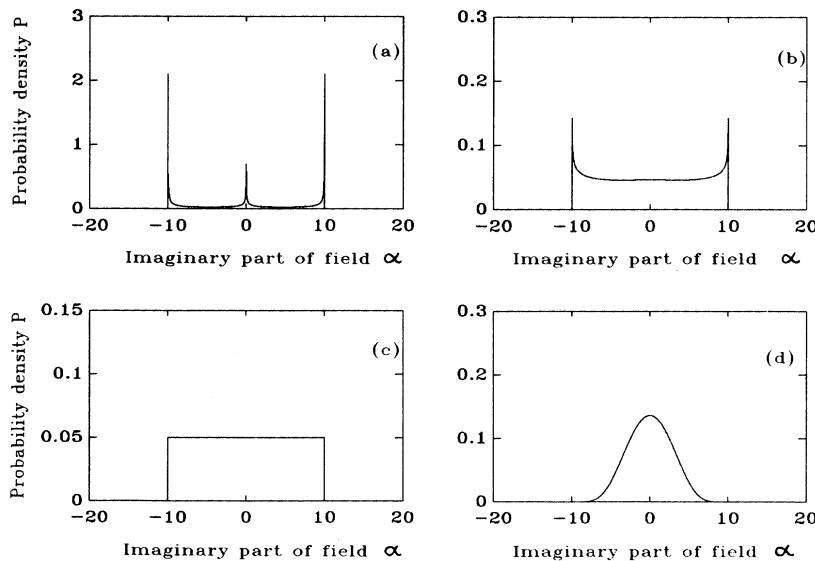 Probability density P
3
2
1
0
(a)
−20 −10 0 10 20
Imaginary part of field α
0.3
0.2
0.1
0
(b)
−20 −10 0 10 20
Imaginary part of field α
Probability density P
0.15
0.1
0.05
0
(c)
−20 −10 0 10 20
Imaginary part of field α
0.3
0.2
0.1
0
(d)
−20 −10 0 10 20
Imaginary part of field α